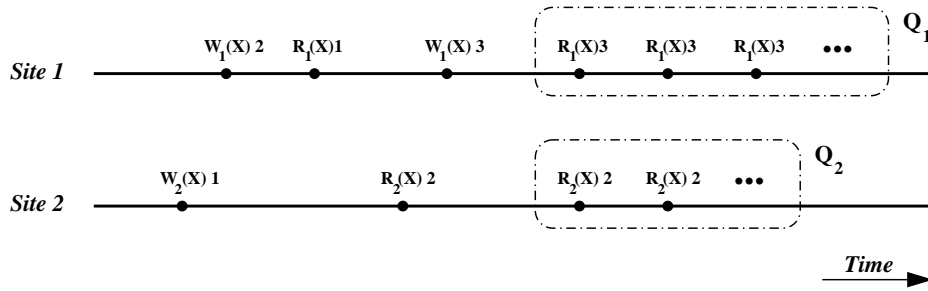 Q1
W1(X) 2 R1(X)1 W1(X) 3 R1(X)3 R1(X)3 R1(X)3 •••
Site 1
Q2
W2(X) 1 R2(X) 2 R2(X) 2 R2(X) 2 •••
Site 2
Time